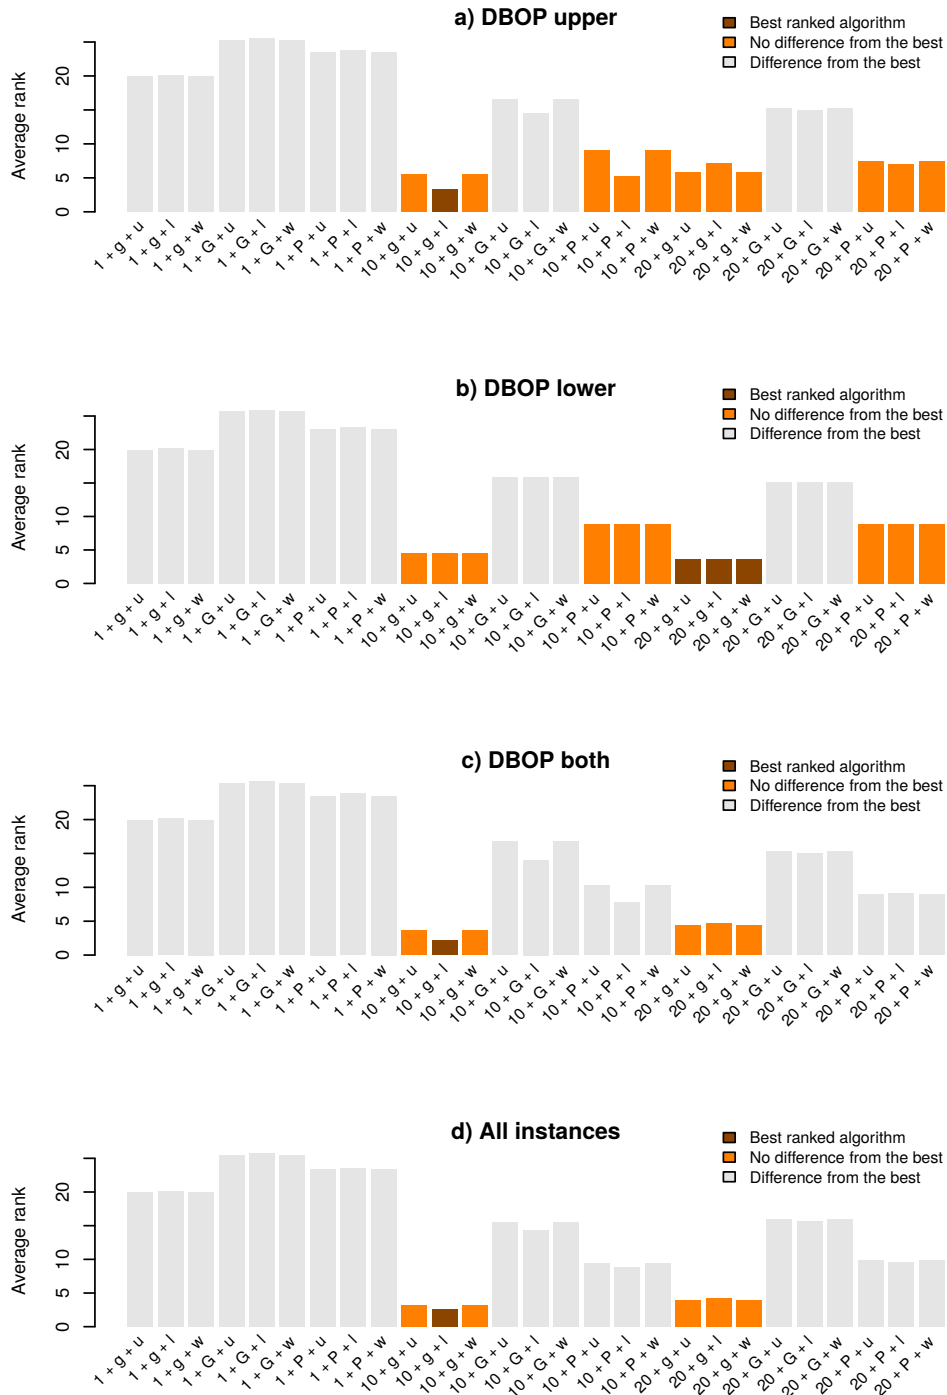 a) DBOP upper
Best ranked algorithm
No difference from the best
Difference from the best
Average rank
0
5
10
20
1 + g + u
1 + g + l
1 + g + w
1 + G + u
1 + G + l
1 + G + w
1 + P + u
1 + P + l
1 + P + w
10 + g + u
10 + g + l
10 + g + w
10 + G + u
10 + G + l
10 + G + w
10 + P + u
10 + P + l
10 + P + w
20 + g + u
20 + g + l
20 + g + w
20 + G + u
20 + G + l
20 + G + w
20 + P + u
20 + P + l
20 + P + w
b) DBOP lower
Best ranked algorithm
No difference from the best
Difference from the best
Average rank
0
5
10
20
1 + g + u
1 + g + l
1 + g + w
1 + G + u
1 + G + l
1 + G + w
1 + P + u
1 + P + l
1 + P + w
10 + g + u
10 + g + l
10 + g + w
10 + G + u
10 + G + l
10 + G + w
10 + P + u
10 + P + l
10 + P + w
20 + g + u
20 + g + l
20 + g + w
20 + G + u
20 + G + l
20 + G + w
20 + P + u
20 + P + l
20 + P + w
c) DBOP both
Best ranked algorithm
No difference from the best
Difference from the best
Average rank
0
5
10
20
1 + g + u
1 + g + l
1 + g + w
1 + G + u
1 + G + l
1 + G + w
1 + P + u
1 + P + l
1 + P + w
10 + g + u
10 + g + l
10 + g + w
10 + G + u
10 + G + l
10 + G + w
10 + P + u
10 + P + l
10 + P + w
20 + g + u
20 + g + l
20 + g + w
20 + G + u
20 + G + l
20 + G + w
20 + P + u
20 + P + l
20 + P + w
d) All instances
Best ranked algorithm
No difference from the best
Difference from the best
Average rank
0
5
10
20
1 + g + u
1 + g + l
1 + g + w
1 + G + u
1 + G + l
1 + G + w
1 + P + u
1 + P + l
1 + P + w
10 + g + u
10 + g + l
10 + g + w
10 + G + u
10 + G + l
10 + G + w
10 + P + u
10 + P + l
10 + P + w
20 + g + u
20 + g + l
20 + g + w
20 + G + u
20 + G + l
20 + G + w
20 + P + u
20 + P + l
20 + P + w